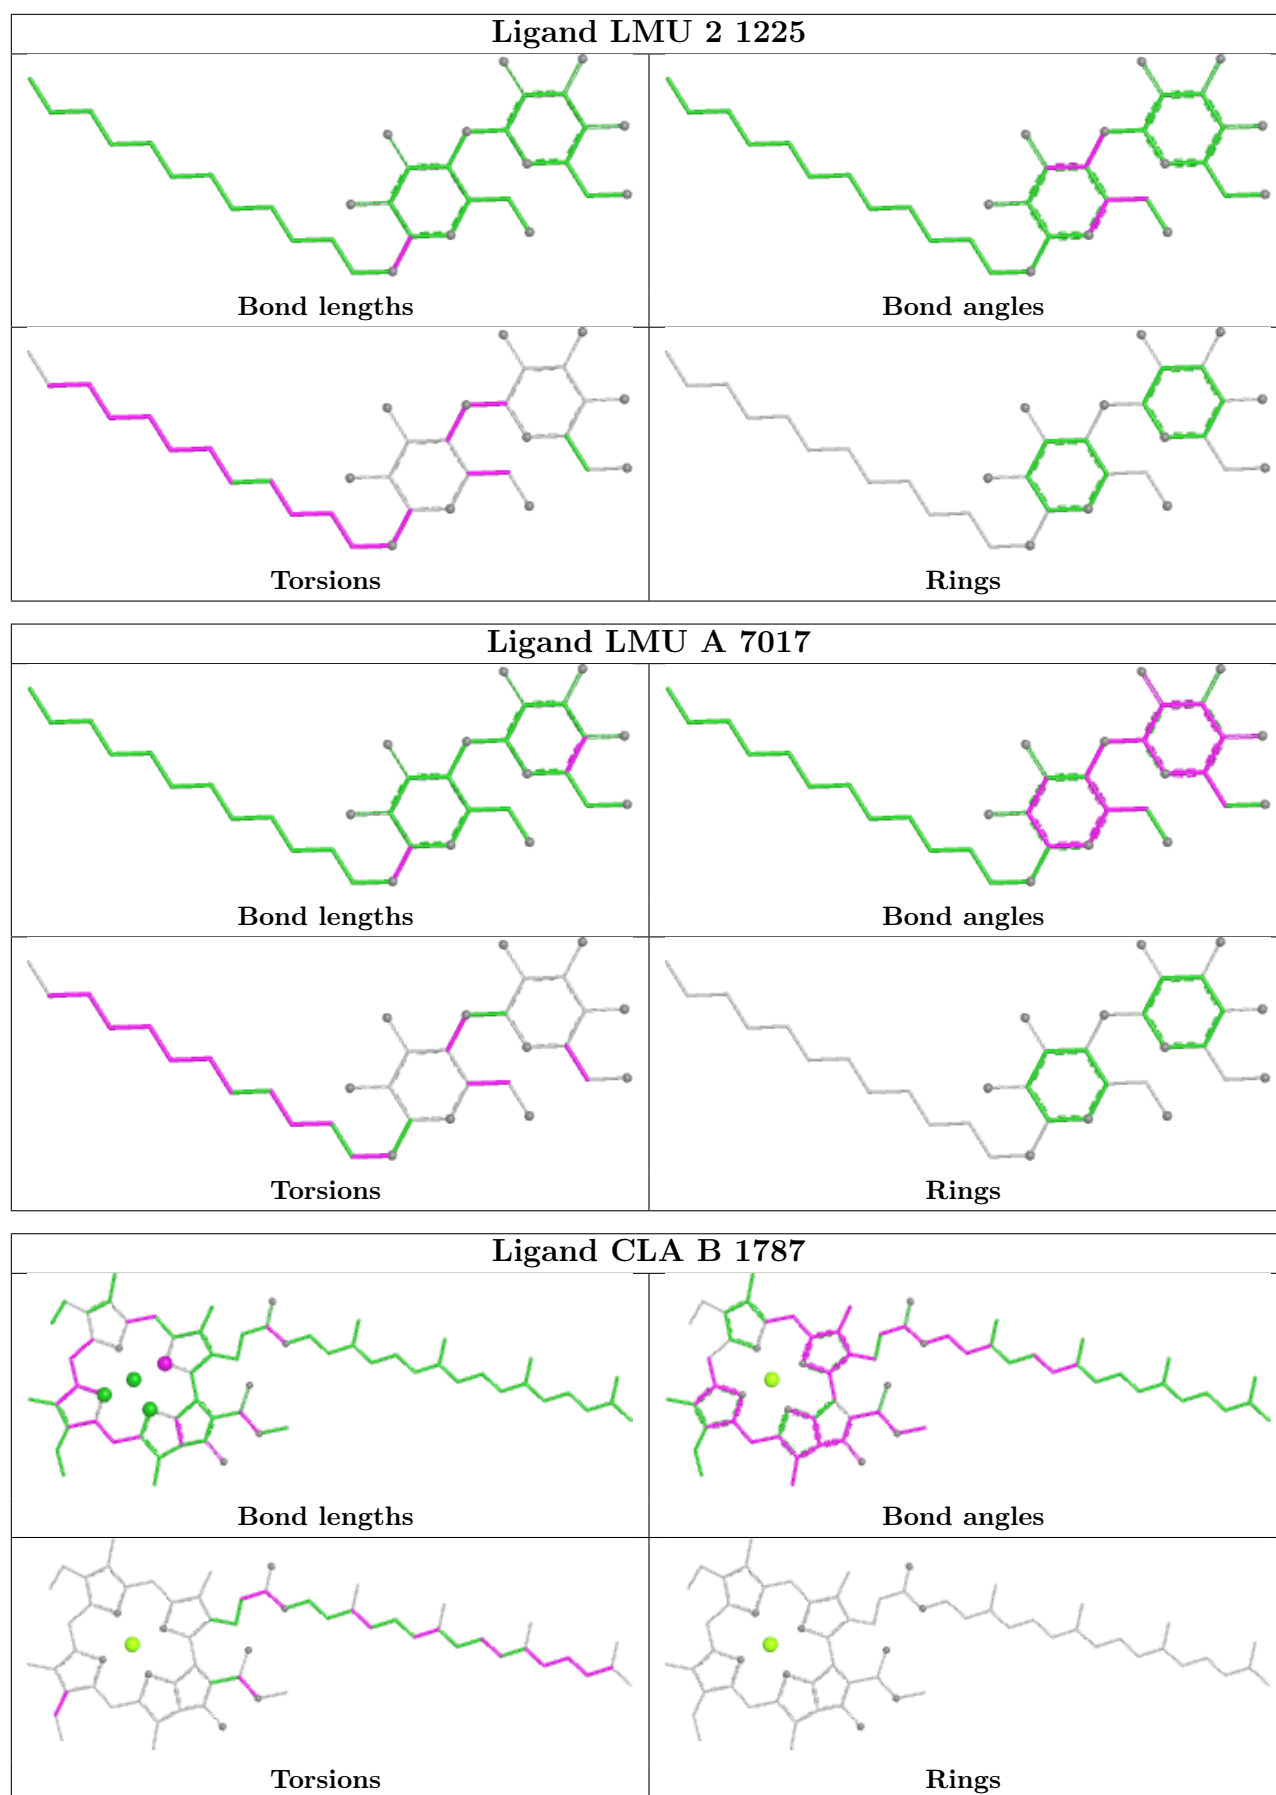 Ligand LMU 2 1225
Bond lengths
Bond angles
Torsions
Rings
Ligand LMU A 7017
Bond lengths
Bond angles
Torsions
Rings
Ligand CLA B 1787
Bond lengths
Bond angles
Torsions
Rings